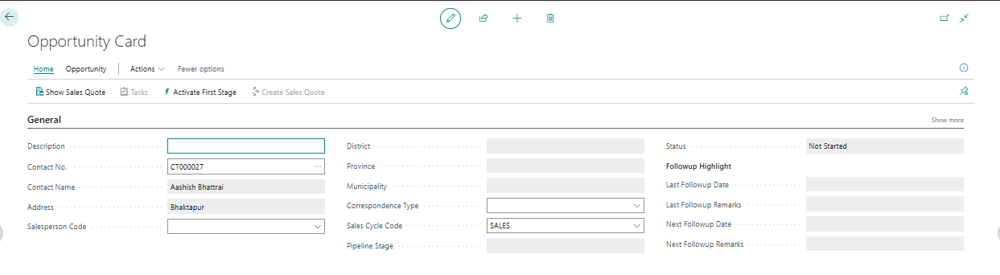 Opportunity Card
Home Opportunity Actions Fewer options
Show Sales Quote Tasks Activate First Stage Create Sales Quote
General Show more
Description District Status Not Started
Contact No. CT000027 Province Followup Highlight
Contact Name Aashish Bhattrai Municipality Last Followup Date
Address Bhaktapur Correspondence Type Last Followup Remarks
Salesperson Code Sales Cycle Code SALES Next Followup Date
Pipeline Stage Next Followup Remarks